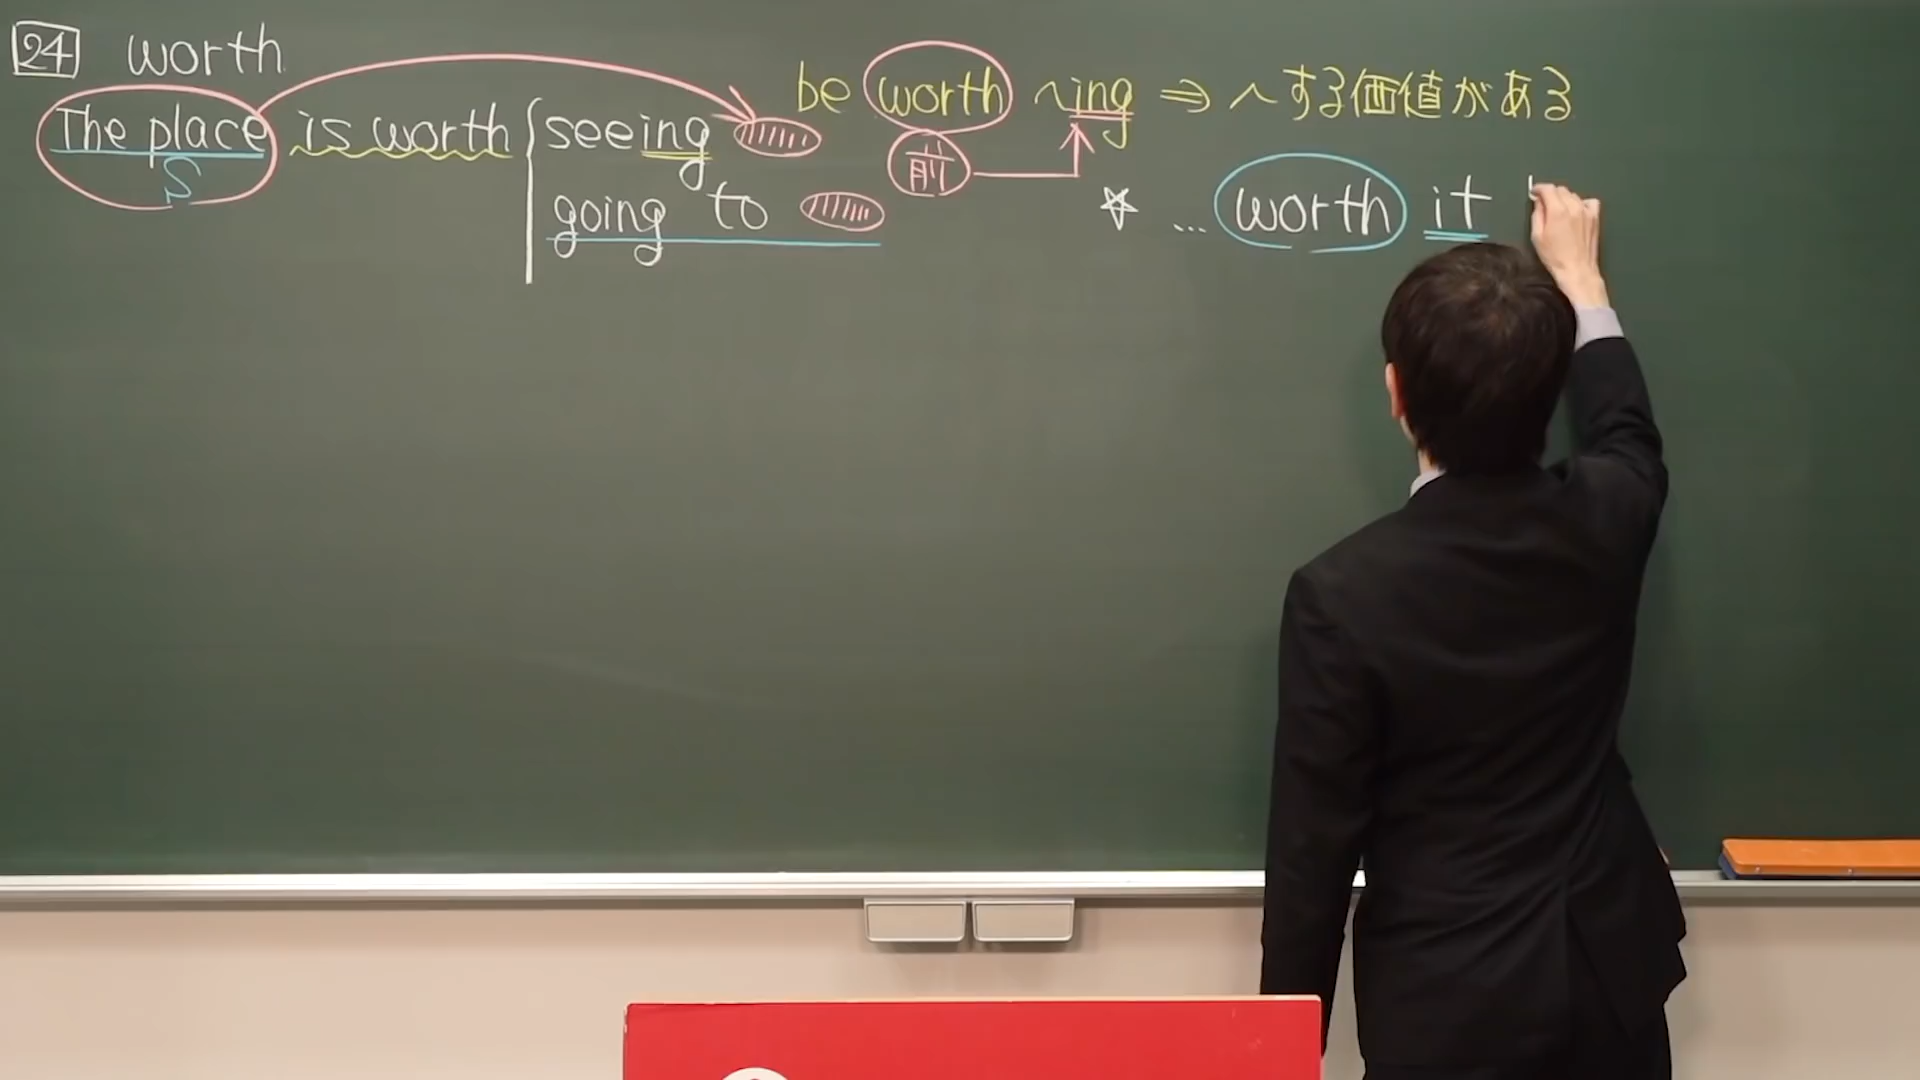 24 worth
The place is worth seeing
S
going to
be worth ~ing ⇒ ~する価値がある
前
☆ ... worth it